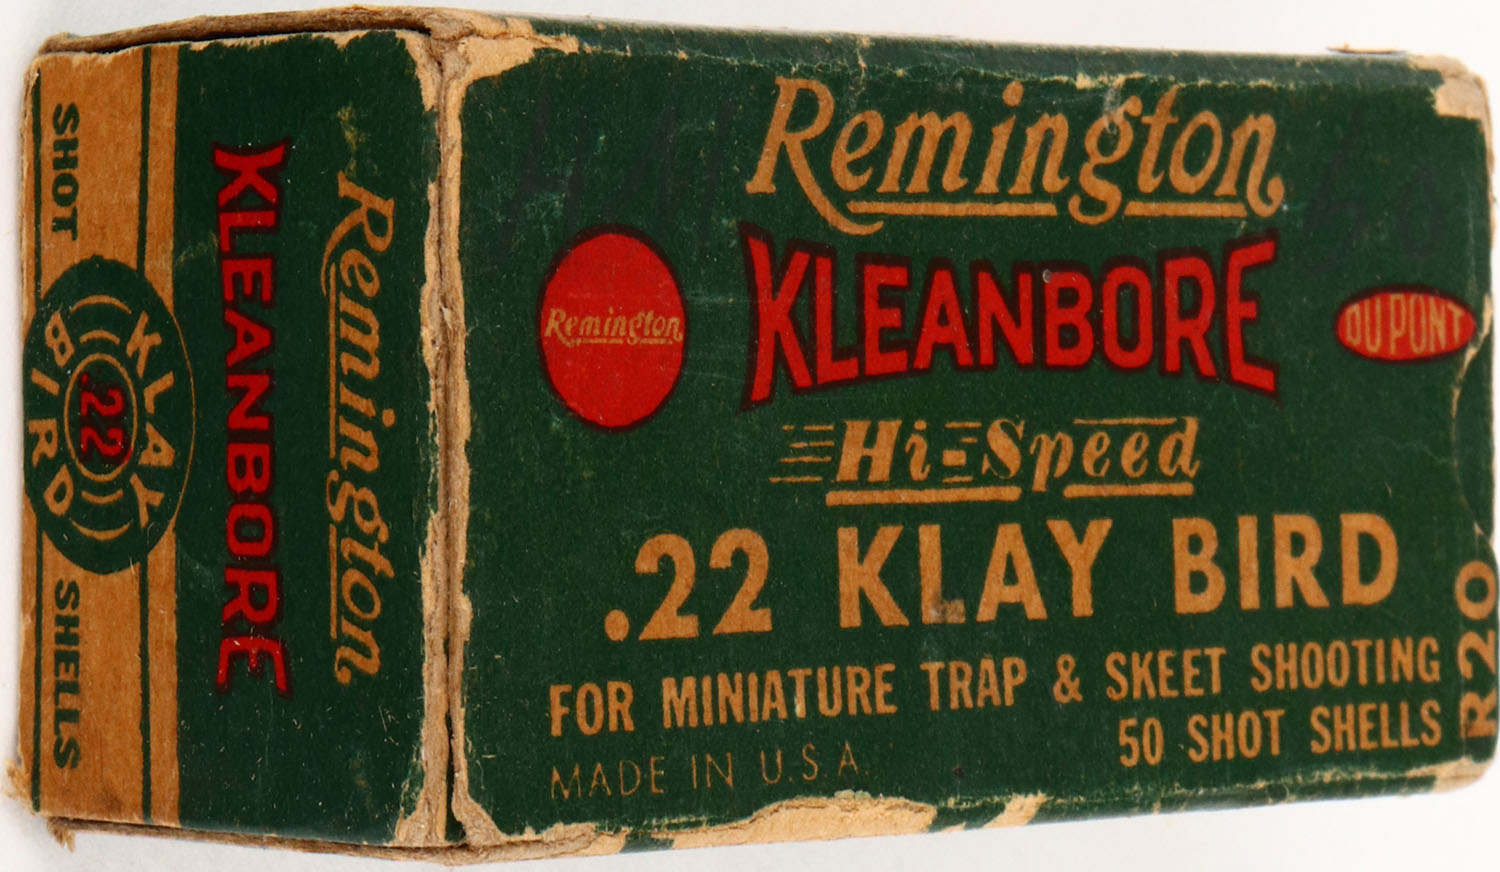 Remington
KLEANBORE
Remington
DU PONT
Hi-Speed
.22 KLAY BIRD
FOR MINIATURE TRAP & SKEET SHOOTING
50 SHOT SHELLS
MADE IN U.S.A.
R20
Remington
KLEANBORE
SHOT SHELLS
KLAY BIRD
.22